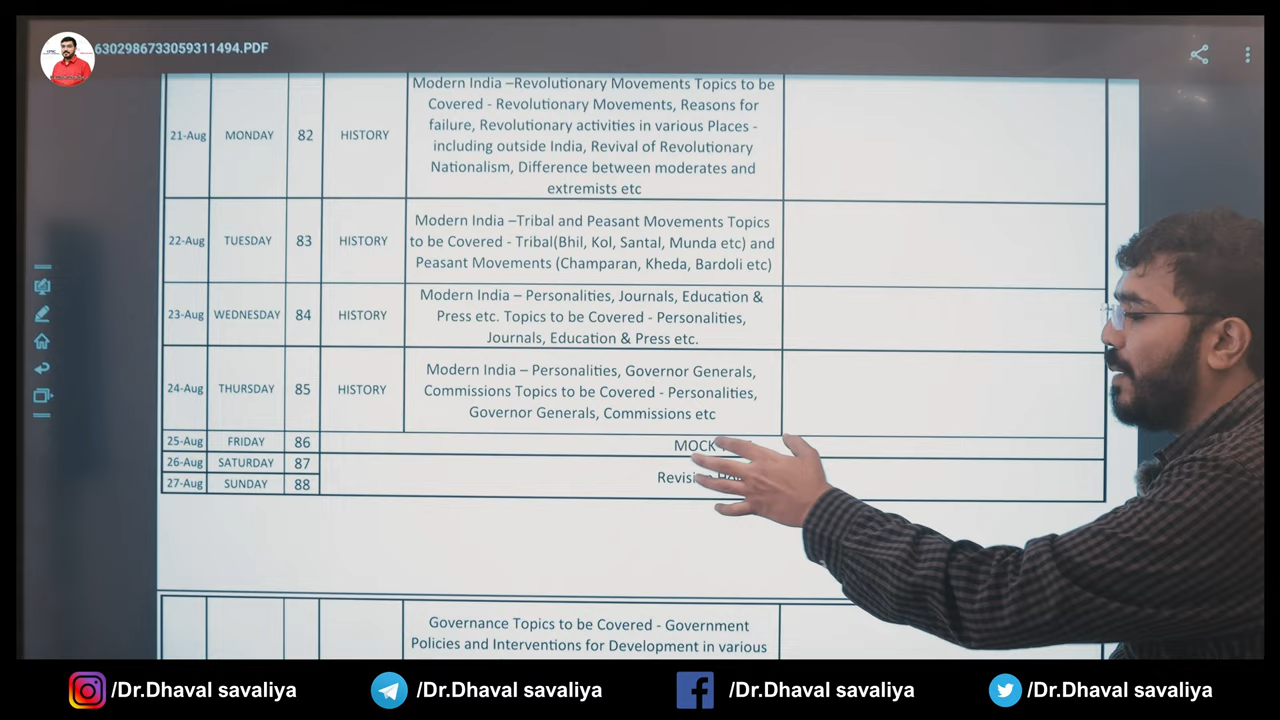 6302986733059311494.PDF
Modern India –Revolutionary Movements Topics to be
Covered - Revolutionary Movements, Reasons for
21-Aug MONDAY 82 HISTORY failure, Revolutionary activities in various Places -
including outside India, Revival of Revolutionary
Nationalism, Difference between moderates and
extremists etc
Modern India –Tribal and Peasant Movements Topics
22-Aug TUESDAY 83 HISTORY to be Covered - Tribal(Bhil, Kol, Santal, Munda etc) and
Peasant Movements (Champaran, Kheda, Bardoli etc)
Modern India – Personalities, Journals, Education &
23-Aug WEDNESDAY 84 HISTORY Press etc. Topics to be Covered - Personalities,
Journals, Education & Press etc.
Modern India – Personalities, Governor Generals,
24-Aug THURSDAY 85 HISTORY Commissions Topics to be Covered - Personalities,
Governor Generals, Commissions etc
25-Aug FRIDAY 86 MOCK
26-Aug SATURDAY 87
27-Aug SUNDAY 88
Governance Topics to be Covered - Government
Policies and Interventions for Development in various
/Dr.Dhaval savaliya /Dr.Dhaval savaliya /Dr.Dhaval savaliya /Dr.Dhaval savaliya